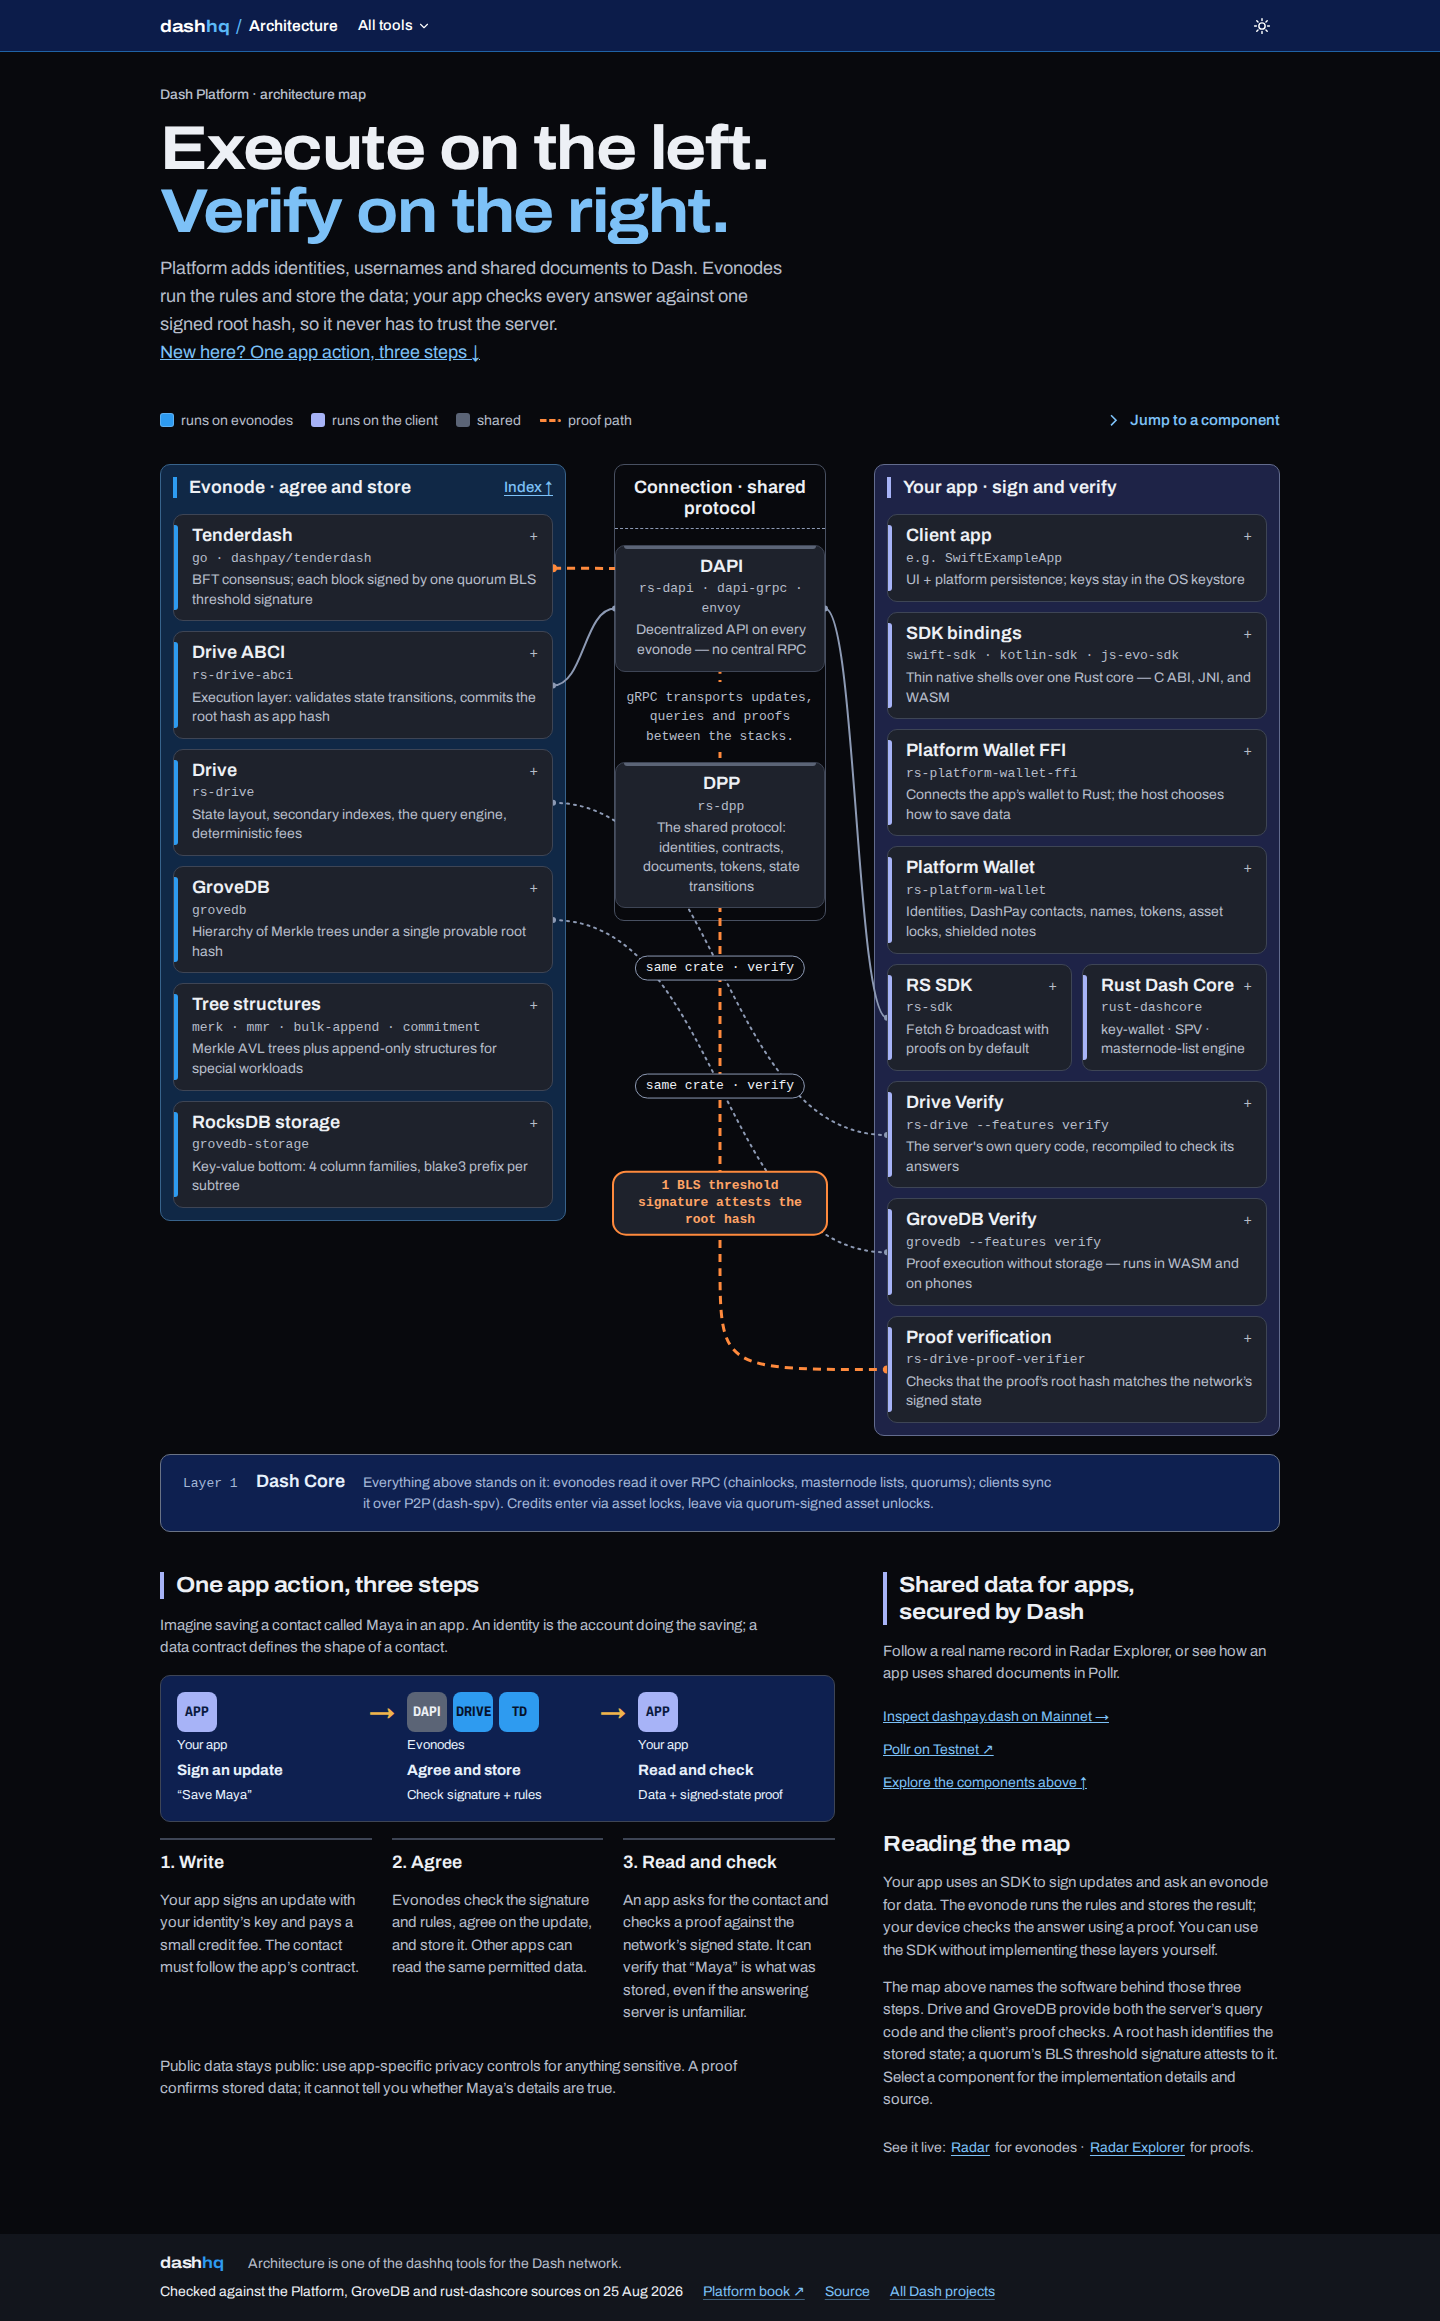 dashhq / Architecture All tools
Dash Platform · architecture map
Execute on the left.
Verify on the right.
Platform adds identities, usernames and shared documents to Dash. Evonodes
run the rules and store the data; your app checks every answer against one
signed root hash, so it never has to trust the server.
New here? One app action, three steps ↓
runs on evonodes runs on the client shared proof path
Jump to a component
Evonode · agree and store Index ↑
Tenderdash +
go · dashpay/tenderdash
BFT consensus; each block signed by one quorum BLS
threshold signature
Drive ABCI +
rs-drive-abci
Execution layer: validates state transitions, commits the
root hash as app hash
Drive +
rs-drive
State layout, secondary indexes, the query engine,
deterministic fees
GroveDB +
grovedb
Hierarchy of Merkle trees under a single provable root
hash
Tree structures +
merk · mmr · bulk-append · commitment
Merkle AVL trees plus append-only structures for
special workloads
RocksDB storage +
grovedb-storage
Key-value bottom: 4 column families, blake3 prefix per
subtree
Connection · shared
protocol
DAPI
rs-dapi · dapi-grpc ·
envoy
Decentralized API on every
evonode — no central RPC
gRPC transports updates,
queries and proofs
between the stacks.
DPP
rs-dpp
The shared protocol:
identities, contracts,
documents, tokens, state
transitions
same crate · verify
same crate · verify
1 BLS threshold
signature attests the
root hash
Your app · sign and verify
Client app +
e.g. SwiftExampleApp
UI + platform persistence; keys stay in the OS keystore
SDK bindings +
swift-sdk · kotlin-sdk · js-evo-sdk
Thin native shells over one Rust core — C ABI, JNI, and
WASM
Platform Wallet FFI +
rs-platform-wallet-ffi
Connects the app’s wallet to Rust; the host chooses
how to save data
Platform Wallet +
rs-platform-wallet
Identities, DashPay contacts, names, tokens, asset
locks, shielded notes
RS SDK +
rs-sdk
Fetch & broadcast with
proofs on by default
Rust Dash Core +
rust-dashcore
key-wallet · SPV ·
masternode-list engine
Drive Verify +
rs-drive --features verify
The server's own query code, recompiled to check its
answers
GroveDB Verify +
grovedb --features verify
Proof execution without storage — runs in WASM and
on phones
Proof verification +
rs-drive-proof-verifier
Checks that the proof’s root hash matches the network’s
signed state
Layer 1 Dash Core
Everything above stands on it: evonodes read it over RPC (chainlocks, masternode lists, quorums); clients sync
it over P2P (dash-spv). Credits enter via asset locks, leave via quorum-signed asset unlocks.
One app action, three steps
Imagine saving a contact called Maya in an app. An identity is the account doing the saving; a
data contract defines the shape of a contact.
APP → DAPI DRIVE TD → APP
Your app Evonodes Your app
Sign an update Agree and store Read and check
“Save Maya” Check signature + rules Data + signed-state proof
1. Write
Your app signs an update with
your identity’s key and pays a
small credit fee. The contact
must follow the app’s contract.
2. Agree
Evonodes check the signature
and rules, agree on the update,
and store it. Other apps can
read the same permitted data.
3. Read and check
An app asks for the contact and
checks a proof against the
network’s signed state. It can
verify that “Maya” is what was
stored, even if the answering
server is unfamiliar.
Public data stays public: use app-specific privacy controls for anything sensitive. A proof
confirms stored data; it cannot tell you whether Maya’s details are true.
Shared data for apps,
secured by Dash
Follow a real name record in Radar Explorer, or see how an
app uses shared documents in Pollr.
Inspect dashpay.dash on Mainnet →
Pollr on Testnet ↗
Explore the components above ↑
Reading the map
Your app uses an SDK to sign updates and ask an evonode
for data. The evonode runs the rules and stores the result;
your device checks the answer using a proof. You can use
the SDK without implementing these layers yourself.
The map above names the software behind those three
steps. Drive and GroveDB provide both the server’s query
code and the client’s proof checks. A root hash identifies the
stored state; a quorum’s BLS threshold signature attests to it.
Select a component for the implementation details and
source.
See it live: Radar for evonodes · Radar Explorer for proofs.
dashhq Architecture is one of the dashhq tools for the Dash network.
Checked against the Platform, GroveDB and rust-dashcore sources on 25 Aug 2026 Platform book ↗ Source All Dash projects